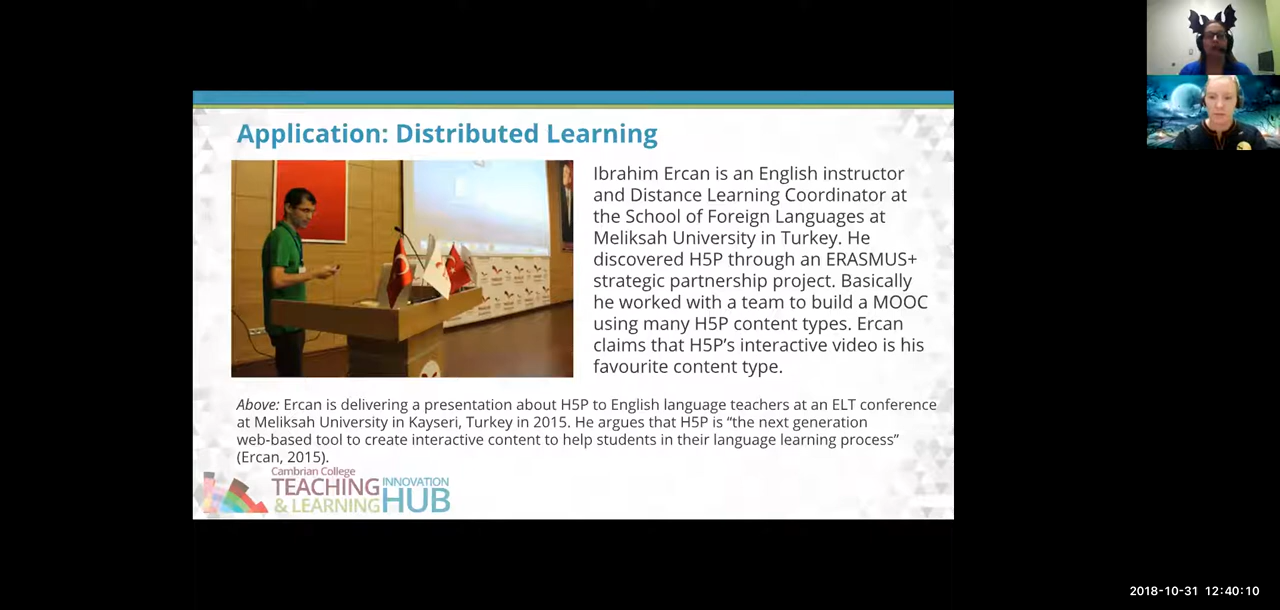 Application: Distributed Learning
Ibrahim Ercan is an English instructor
and Distance Learning Coordinator at
the School of Foreign Languages at
Meliksah University in Turkey. He
discovered H5P through an ERASMUS+
strategic partnership project. Basically
he worked with a team to build a MOOC
using many H5P content types. Ercan
claims that H5P's interactive video is his
favourite content type.
Above: Ercan is delivering a presentation about H5P to English language teachers at an ELT conference
at Meliksah University in Kayseri, Turkey in 2015. He argues that H5P is “the next generation
web-based tool to create interactive content to help students in their language learning process”
(Ercan, 2015).
Cambrian College
TEACHING
& LEARNING
INNOVATION
HUB
2018-10-31 12:40:10